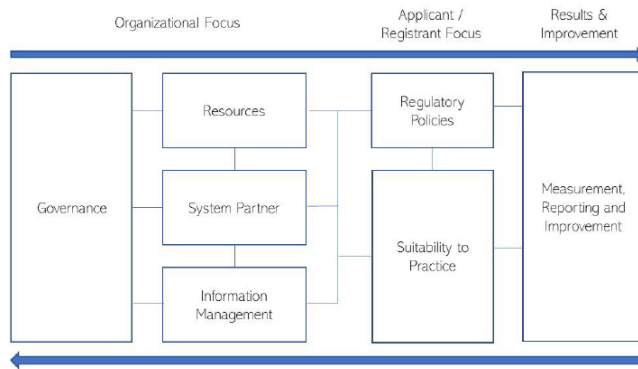 Organizational Focus
Applicant /
Registrant Focus
Results &
Improvement
Governance
Resources
System Partner
Information
Management
Regulatory
Policies
Suitability to
Practice
Measurement,
Reporting and
Improvement